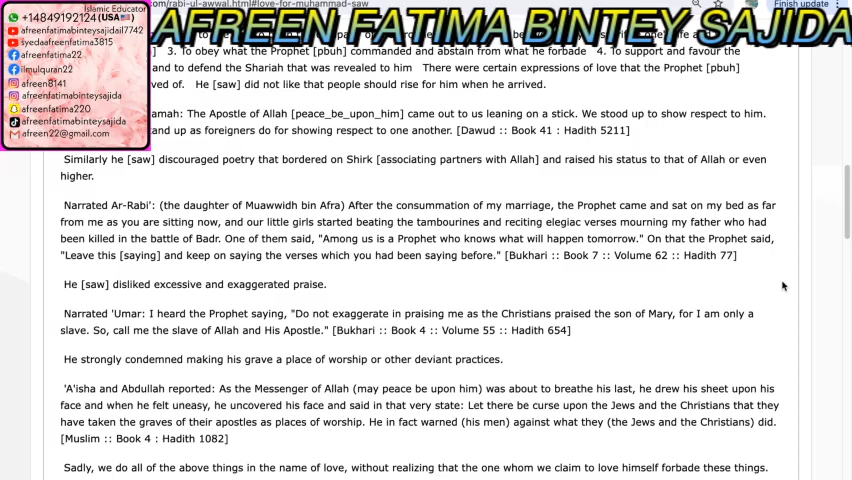 Islamic Educator
+14849192124 (USA)
afreenfatimabinteysajidail7742
syedaafreenfatima3815
afreenfatima22
ilmulquran22
afreen8141
afreenfatimabinteysajida
afreenfatima220
afreenfatimabinteysajida
afreen22@gmail.com
om/rabi-ul-awwal.html#love-for-muhammad-saw
Finish update
AFREEN FATIMA BINTEY SAJIDA
3. To obey what the Prophet [pbuh] commanded and abstain from what he forbade 4. To support and favour the
and to defend the Shariah that was revealed to him There were certain expressions of love that the Prophet [pbuh]
ved of. He [saw] did not like that people should rise for him when he arrived.
amah: The Apostle of Allah [peace_be_upon_him] came out to us leaning on a stick. We stood up to show respect to him.
and up as foreigners do for showing respect to one another. [Dawud :: Book 41 : Hadith 5211]
Similarly he [saw] discouraged poetry that bordered on Shirk [associating partners with Allah] and raised his status to that of Allah or even
higher.
Narrated Ar-Rabi': (the daughter of Muawwidh bin Afra) After the consummation of my marriage, the Prophet came and sat on my bed as far
from me as you are sitting now, and our little girls started beating the tambourines and reciting elegiac verses mourning my father who had
been killed in the battle of Badr. One of them said, "Among us is a Prophet who knows what will happen tomorrow." On that the Prophet said,
"Leave this [saying] and keep on saying the verses which you had been saying before." [Bukhari :: Book 7 :: Volume 62 :: Hadith 77]
He [saw] disliked excessive and exaggerated praise.
Narrated 'Umar: I heard the Prophet saying, "Do not exaggerate in praising me as the Christians praised the son of Mary, for I am only a
slave. So, call me the slave of Allah and His Apostle." [Bukhari :: Book 4 :: Volume 55 :: Hadith 654]
He strongly condemned making his grave a place of worship or other deviant practices.
'A'isha and Abdullah reported: As the Messenger of Allah (may peace be upon him) was about to breathe his last, he drew his sheet upon his
face and when he felt uneasy, he uncovered his face and said in that very state: Let there be curse upon the Jews and the Christians that they
have taken the graves of their apostles as places of worship. He in fact warned (his men) against what they (the Jews and the Christians) did.
[Muslim :: Book 4 : Hadith 1082]
Sadly, we do all of the above things in the name of love, without realizing that the one whom we claim to love himself forbade these things.